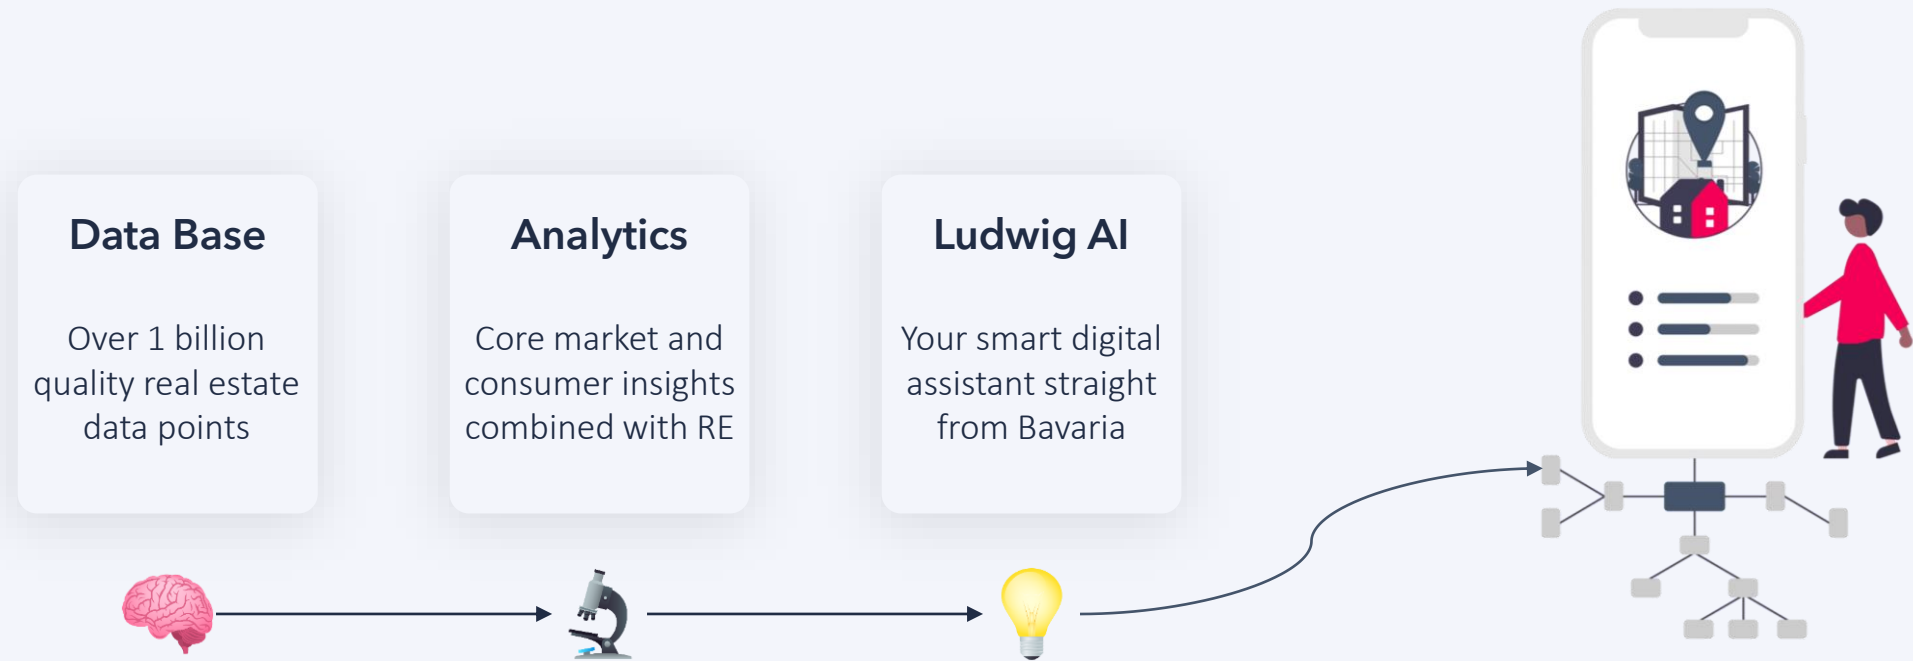 Data Base
Over 1 billion
quality real estate
data points
Analytics
Core market and
consumer insights
combined with RE
Ludwig AI
Your smart digital
assistant straight
from Bavaria